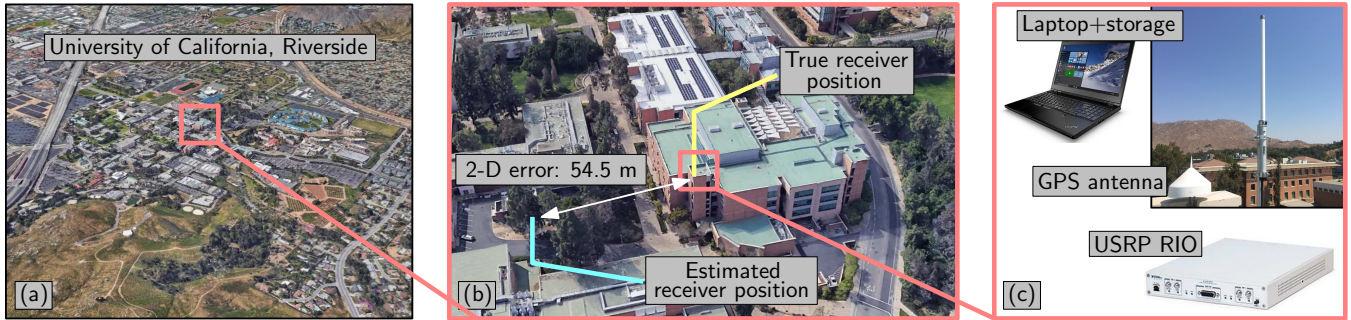 University of California, Riverside
(a)
True receiver
position
2-D error: 54.5 m
Estimated
receiver position
(b)
Laptop+storage
GPS antenna
USRP RIO
(c)